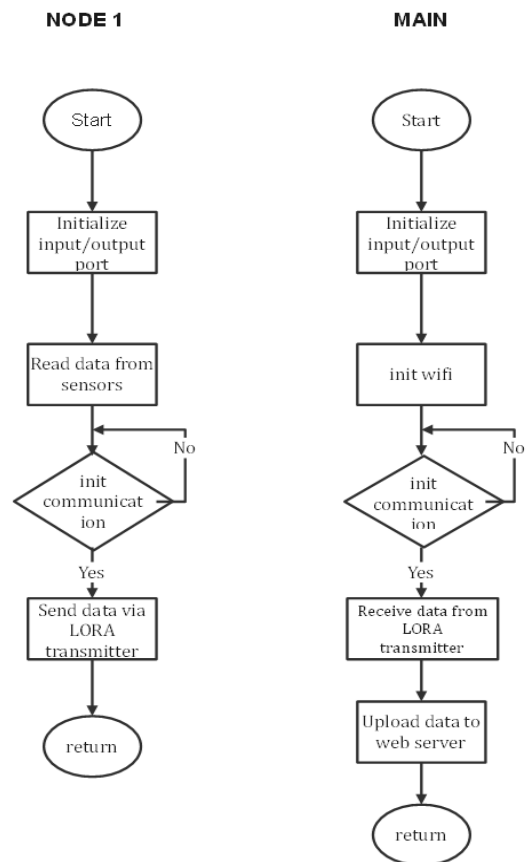 NODE 1
Start
Initialize
input/output
port
Read data from
sensors
No
init
communicat
ion
Yes
Send data via
LORA
transmitter
return
MAIN
Start
Initialize
input/output
port
init wifi
No
init
communicat
ion
Yes
Receive data from
LORA
transmitter
Upload data to
web server
return